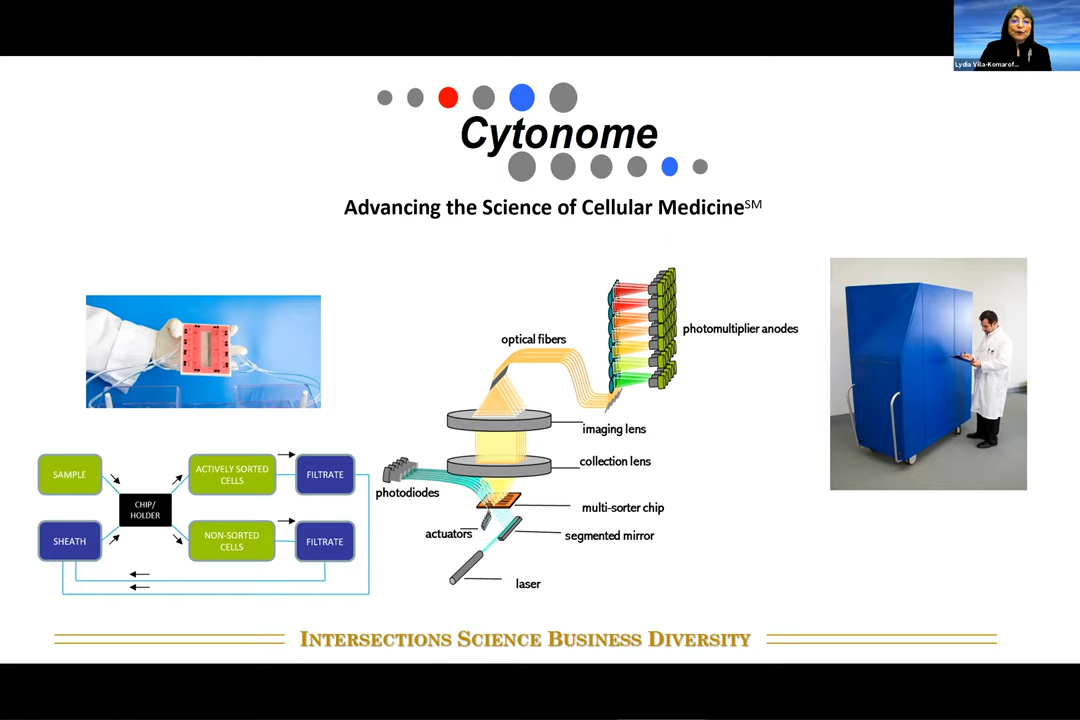 Lydia Villa-Komarof...
Cytonome
Advancing the Science of Cellular Medicine℠
photomultiplier anodes
optical fibers
imaging lens
collection lens
photodiodes
multi-sorter chip
actuators
segmented mirror
laser
SAMPLE
ACTIVELY SORTED
CELLS
FILTRATE
CHIP/
HOLDER
SHEATH
NON-SORTED
CELLS
FILTRATE
INTERSECTIONS SCIENCE BUSINESS DIVERSITY